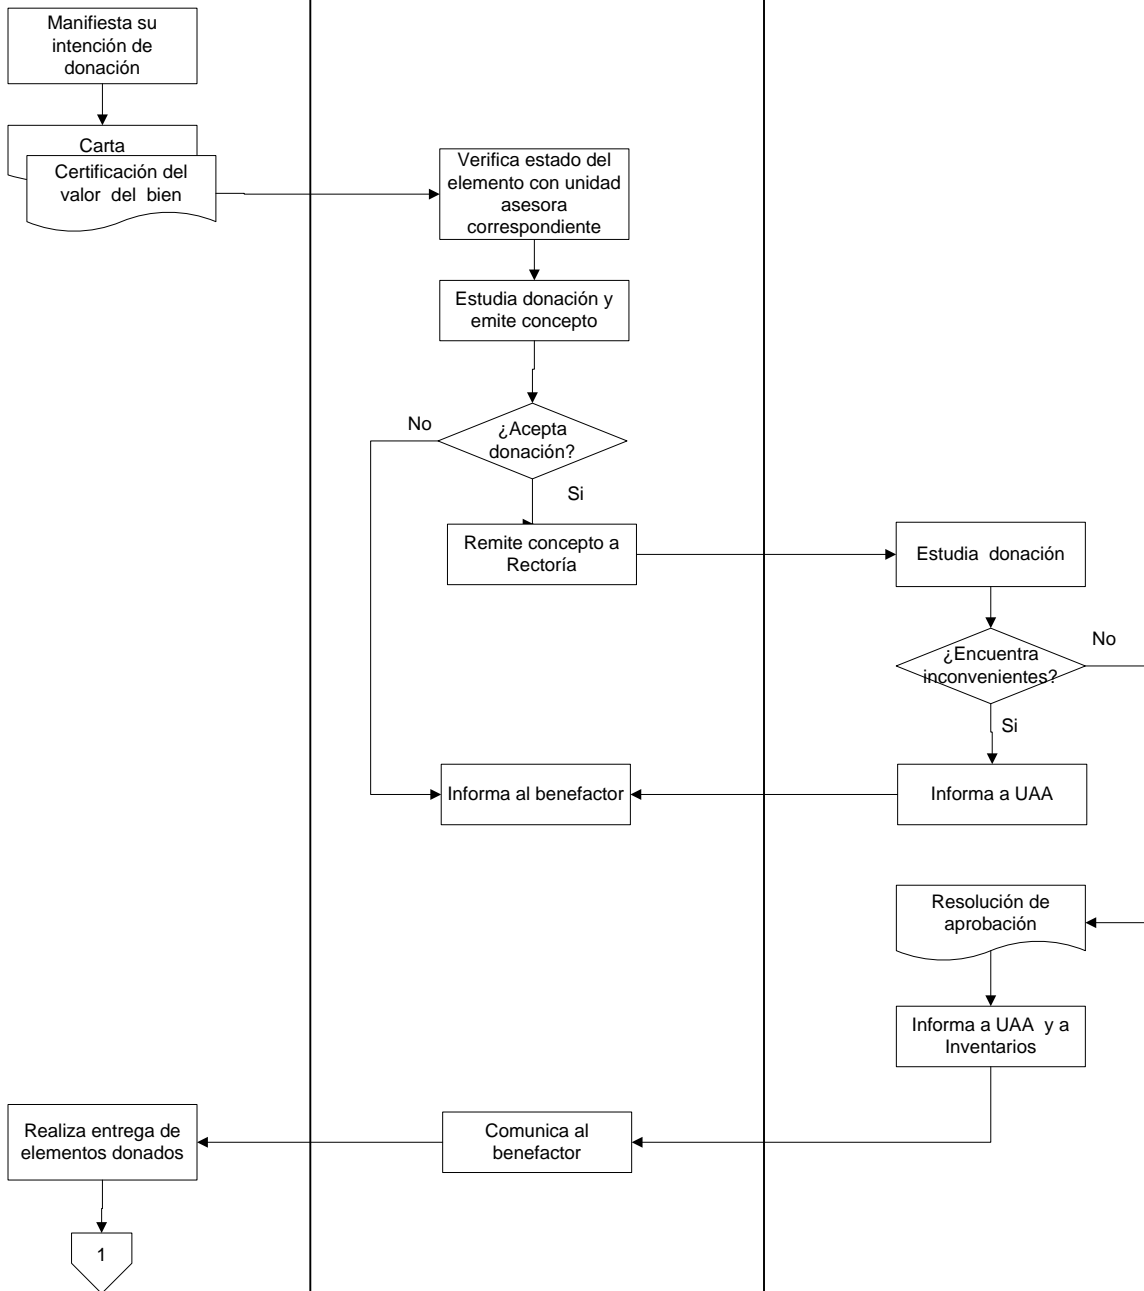 Manifiesta su
intención de
donación
Carta
Certificación del
valor del bien
Verifica estado del
elemento con unidad
asesora
correspondiente
Estudia donación y
emite concepto
No
¿Acepta
donación?
Si
Remite concepto a
Rectoría
Estudia donación
¿Encuentra
inconvenientes?
No
Si
Informa al benefactor
Informa a UAA
Resolución de
aprobación
Informa a UAA y a
Inventarios
Realiza entrega de
elementos donados
Comunica al
benefactor
1